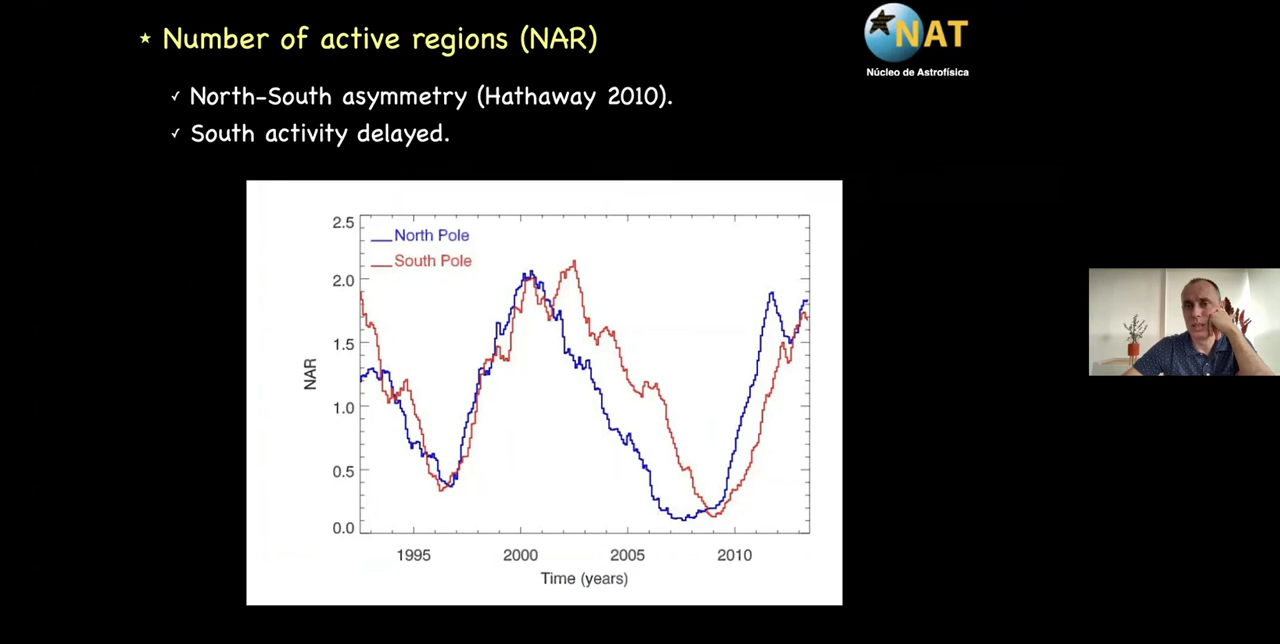 ★ Number of active regions (NAR)
NAT
Núcleo de Astrofísica
✓ North-South asymmetry (Hathaway 2010).
✓ South activity delayed.
2.5
North Pole
South Pole
2.0
1.5
NAR
1.0
0.5
0.0
1995 2000 2005 2010
Time (years)